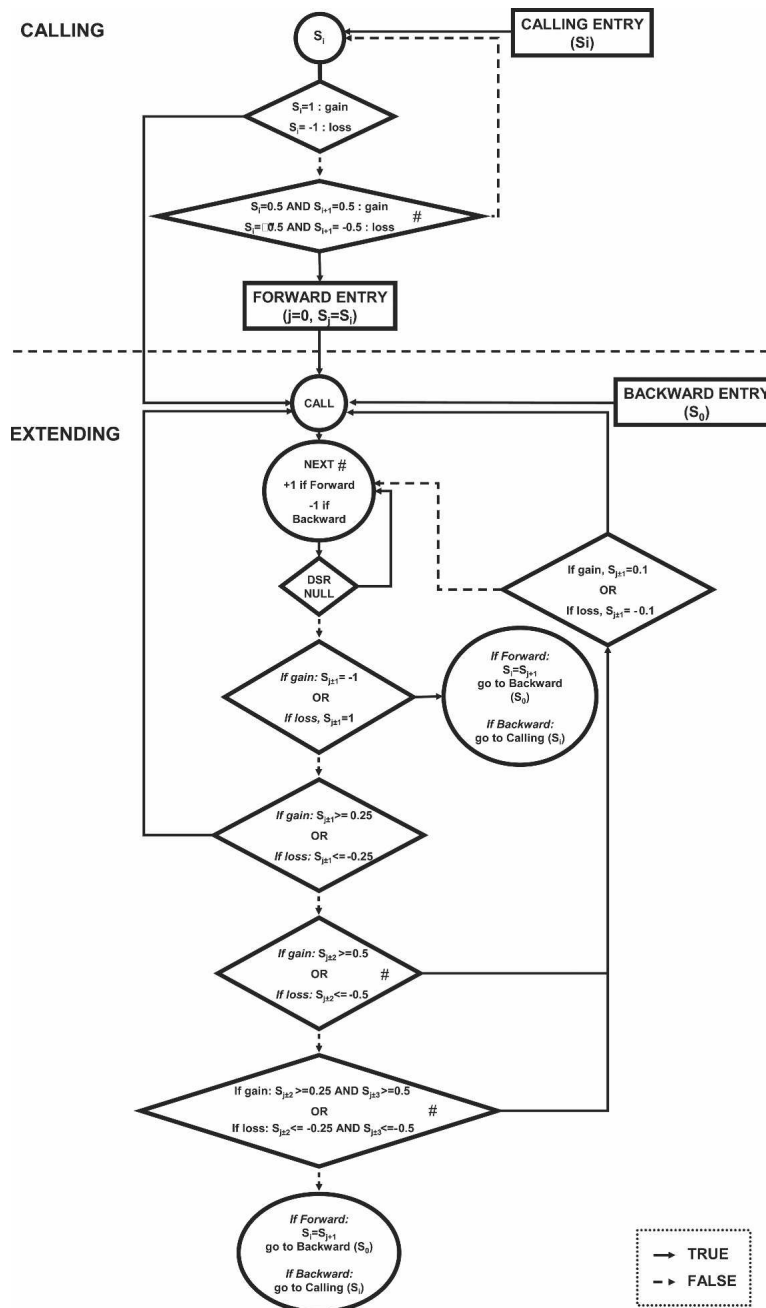 CALLING
CALLING ENTRY
(Si)
Si
Si=1 : gain
Si= -1 : loss
Si=0.5 AND Si+1=0.5 : gain
#
Si=□0.5 AND Si+1= -0.5 : loss
FORWARD ENTRY
(j=0, Sj=Si)
CALL
BACKWARD ENTRY
(S0)
EXTENDING
NEXT #
+1 if Forward
-1 if
Backward
DSR
NULL
If gain, Sj±1=0.1
OR
If loss, Sj±1= -0.1
If gain: Sj±1= -1
OR
If loss, Sj±1=1
If Forward:
Si=Sj+1
go to Backward
(S0)
If Backward:
go to Calling (Si)
If gain: Sj±1>= 0.25
OR
If loss: Sj±1<= -0.25
If gain: Sj±2 >=0.5
OR
#
If loss: Sj±2 <= -0.5
If gain: Sj±2 >=0.25 AND Sj±3>=0.5
OR
#
If loss: Sj±2 <= -0.25 AND Sj±3<=-0.5
If Forward:
Si=Sj+1
go to Backward (S0)
If Backward:
go to Calling (Si)
TRUE
FALSE